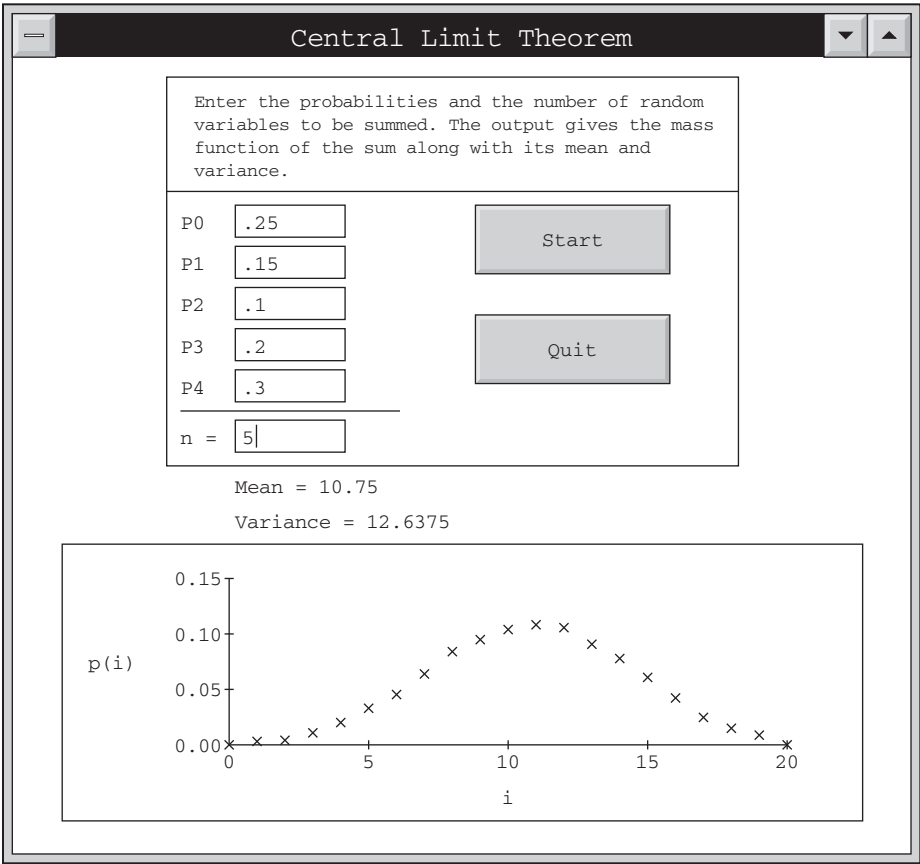 Central Limit Theorem
Enter the probabilities and the number of random
variables to be summed. The output gives the mass
function of the sum along with its mean and
variance.
P0 .25
P1 .15
P2 .1
P3 .2
P4 .3
n = 5
Start
Quit
Mean = 10.75
Variance = 12.6375
0.15
0.10
p(i)
0.05
0.00
0 5 10 15 20
i